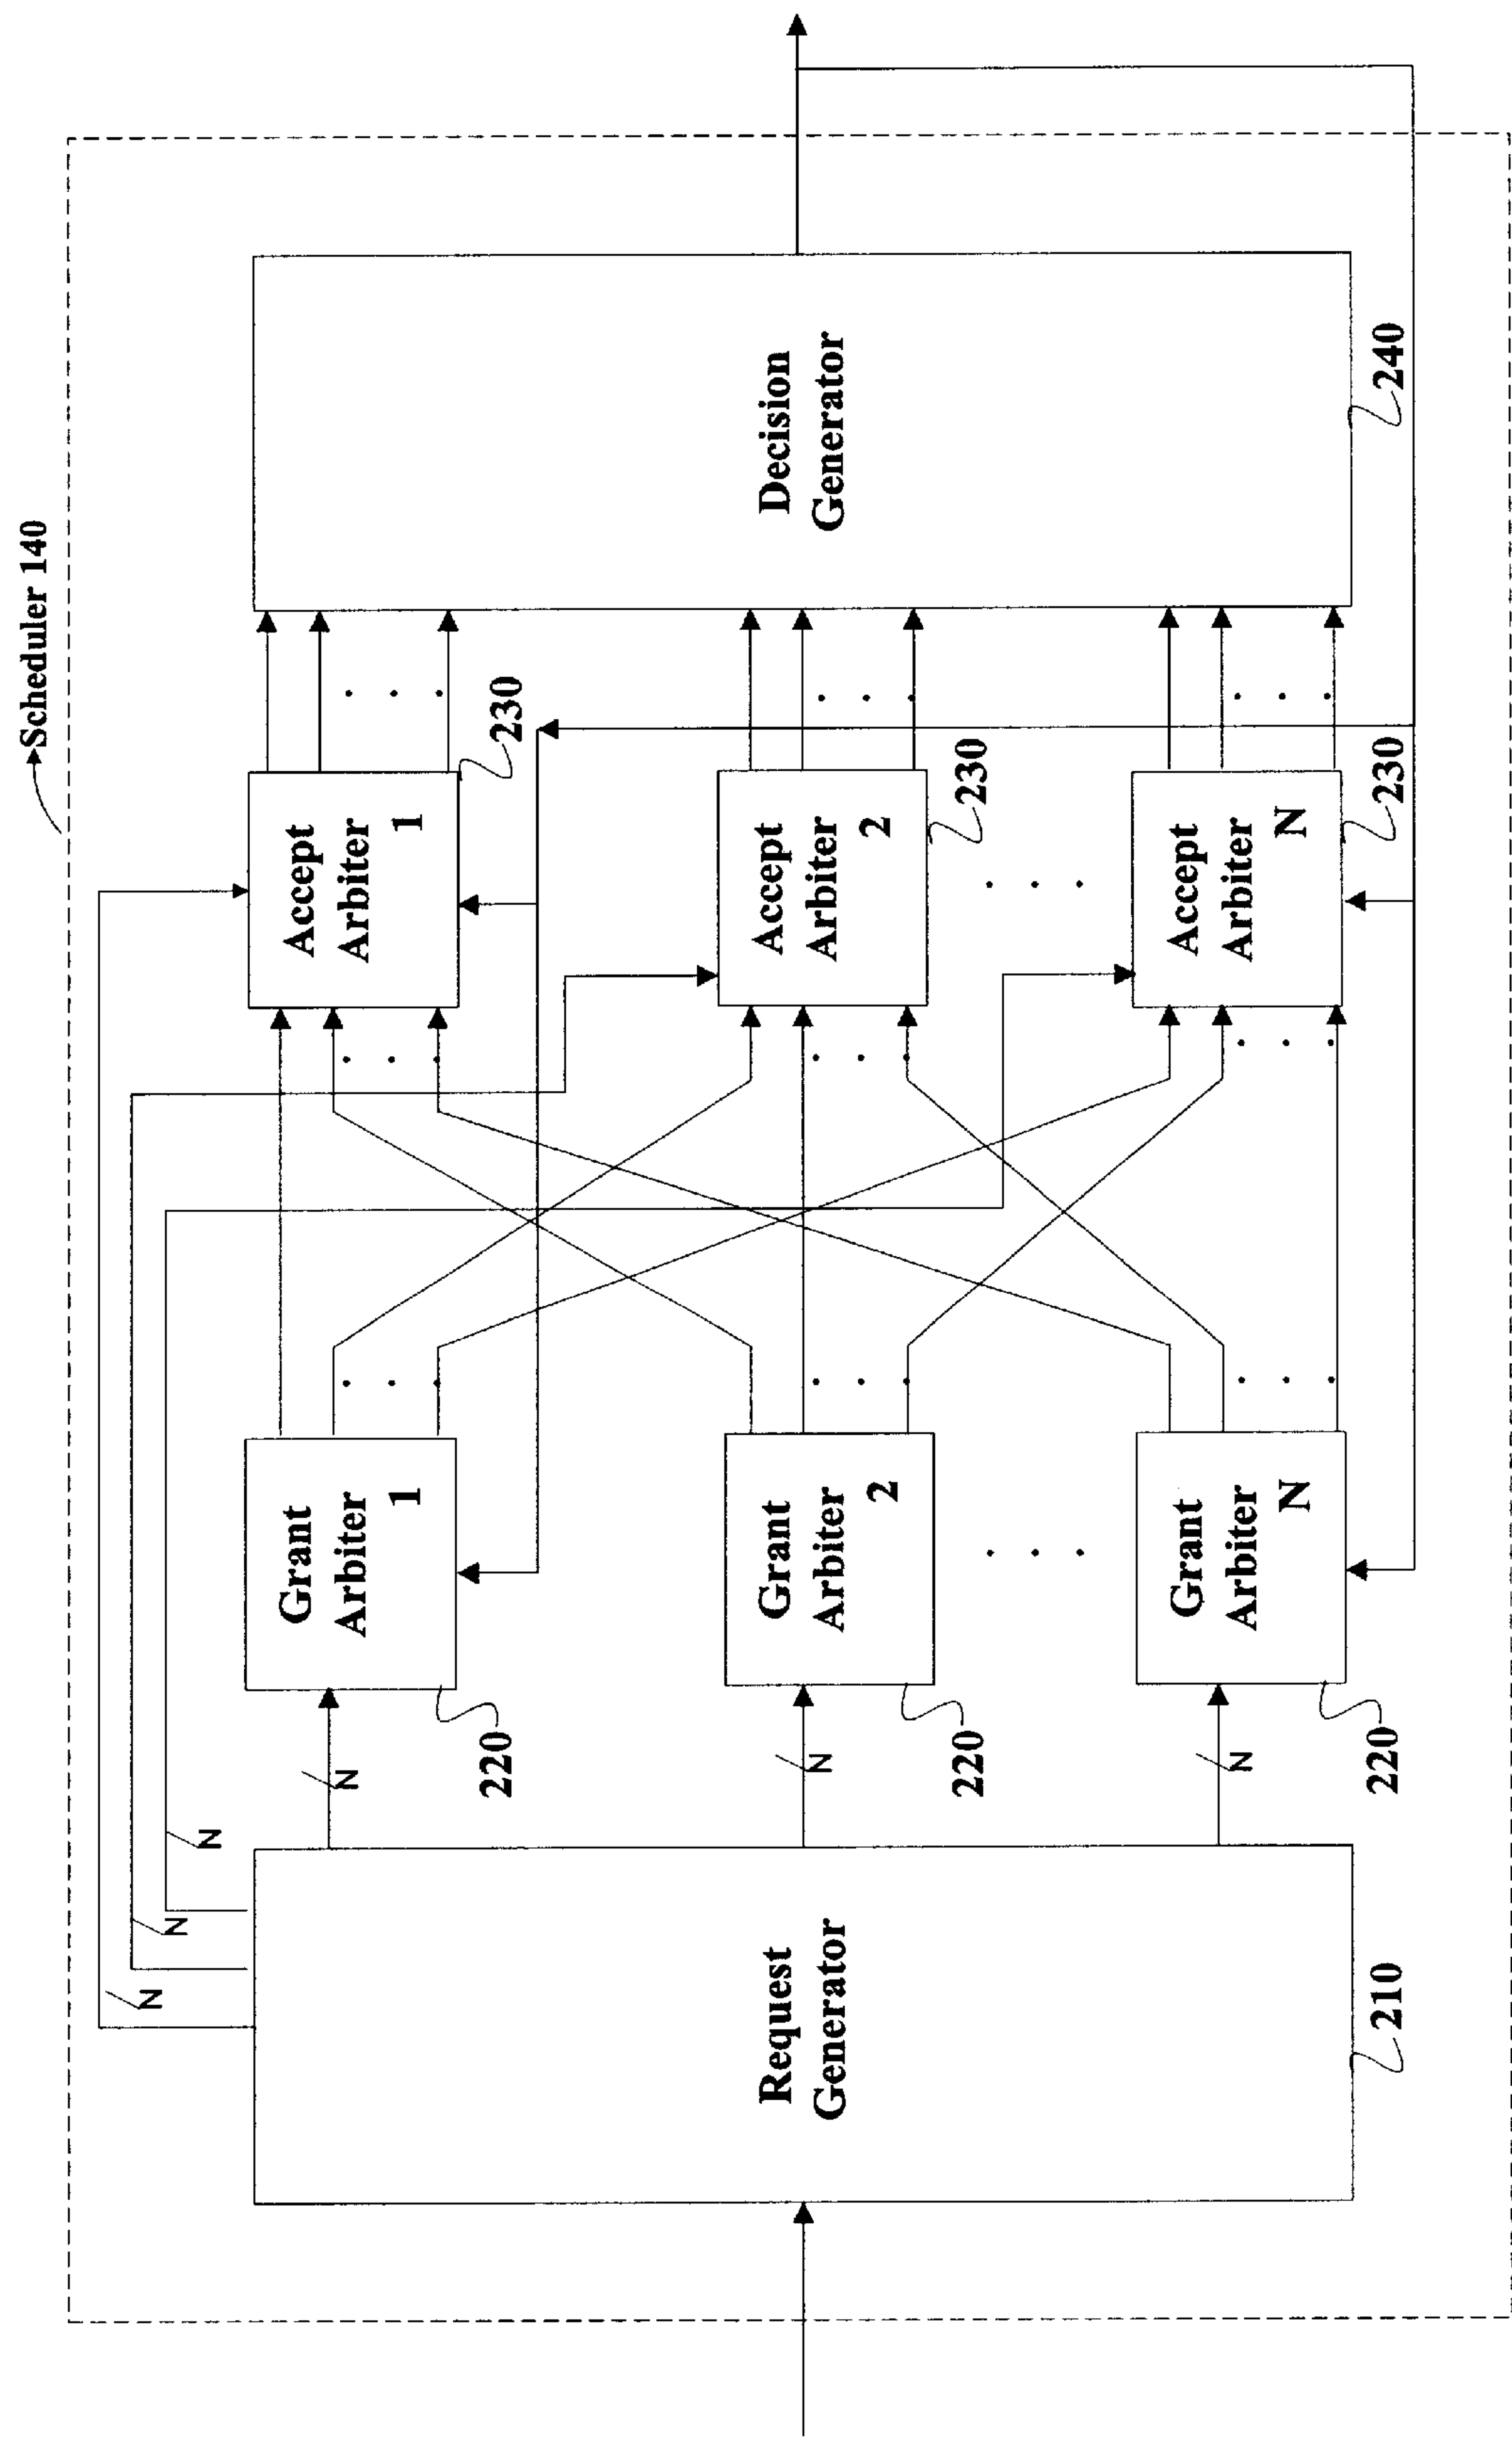 Scheduler 140
N
N
N
Request
Generator
210
N
N
N
Grant
Arbiter
1
220
Grant
Arbiter
2
220
Grant
Arbiter
N
220
Accept
Arbiter
1
230
Accept
Arbiter
2
230
Accept
Arbiter
N
230
Decision
Generator
240